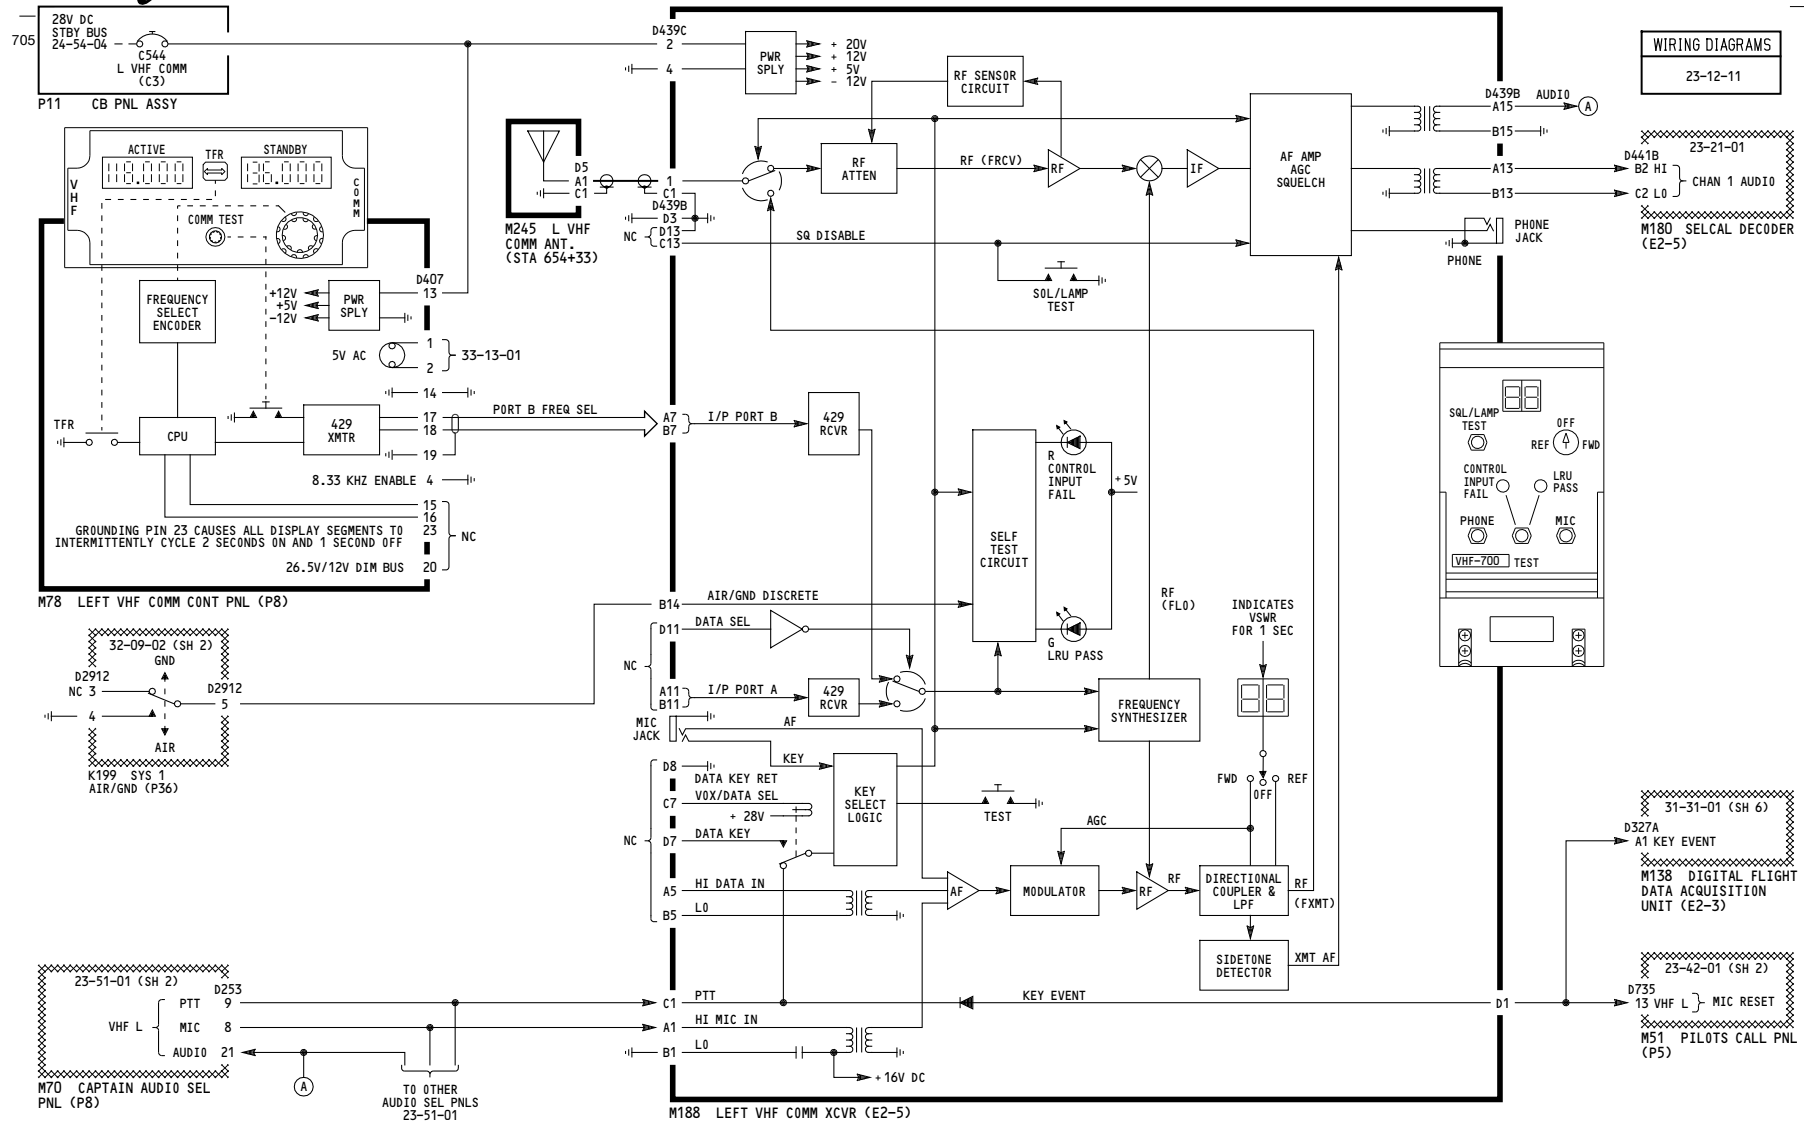 705
28V DC
STBY BUS
24-54-04
C544
L VHF COMM
(C3)
P11 CB PNL ASSY
WIRING DIAGRAMS
23-12-11
ACTIVE
TFR
STANDBY
118.000
136.000
VHF
COMM
COMM TEST
FREQUENCY
SELECT
ENCODER
+12V
+5V
-12V
PWR
SPLY
D407
13
5V AC
1
2
33-13-01
14
TFR
CPU
429
XMTR
17
18
19
PORT B FREQ SEL
8.33 KHZ ENABLE 4
15
16
GROUNDING PIN 23 CAUSES ALL DISPLAY SEGMENTS TO
INTERMITTENTLY CYCLE 2 SECONDS ON AND 1 SECOND OFF
23
NC
26.5V/12V DIM BUS 20
M78 LEFT VHF COMM CONT PNL (P8)
32-09-02 (SH 2)
GND
D2912
NC 3
4
D2912
5
AIR
K199 SYS 1
AIR/GND (P36)
23-51-01 (SH 2)
D253
VHF L
PTT 9
MIC 8
AUDIO 21
M70 CAPTAIN AUDIO SEL
PNL (P8)
A
TO OTHER
AUDIO SEL PNLS
23-51-01
D439C
2
4
PWR
SPLY
+ 20V
+ 12V
+ 5V
- 12V
D5
A1
C1
M245 L VHF
COMM ANT.
(STA 654+33)
1
C1
D439B
D3
NC
D13
C13
SQ DISABLE
RF SENSOR
CIRCUIT
RF
ATTEN
RF (FRCV)
RF
IF
AF AMP
AGC
SQUELCH
SOL/LAMP
TEST
D439B AUDIO
A15
A
B15
A13
B13
PHONE
JACK
PHONE
23-21-01
D441B
B2 HI
C2 LO
CHAN 1 AUDIO
M180 SELCAL DECODER
(E2-5)
A7
B7
I/P PORT B
429
RCVR
R
CONTROL
INPUT
FAIL
+5V
SELF
TEST
CIRCUIT
G
LRU PASS
B14 AIR/GND DISCRETE
NC
D11 DATA SEL
A11
B11
I/P PORT A
429
RCVR
MIC
JACK
AF
KEY
RF
(FLO)
INDICATES
VSWR
FOR 1 SEC
FREQUENCY
SYNTHESIZER
FWD
REF
OFF
NC
D8
DATA KEY RET
C7 VOX/DATA SEL
+ 28V
D7 DATA KEY
KEY
SELECT
LOGIC
TEST
AGC
A5 HI DATA IN
B5 LO
AF
MODULATOR
RF
RF
DIRECTIONAL
COUPLER &
LPF
RF
(FXMT)
SIDETONE
DETECTOR
XMT AF
C1 PTT
KEY EVENT
D1
A1 HI MIC IN
B1 LO
+16V DC
M188 LEFT VHF COMM XCVR (E2-5)
SQL/LAMP
TEST
OFF
REF
FWD
CONTROL
INPUT
FAIL
LRU
PASS
PHONE
MIC
VHF-700 TEST
31-31-01 (SH 6)
D327A
A1 KEY EVENT
M138 DIGITAL FLIGHT
DATA ACQUISITION
UNIT (E2-3)
23-42-01 (SH 2)
D735
13 VHF L
MIC RESET
M51 PILOTS CALL PNL
(P5)